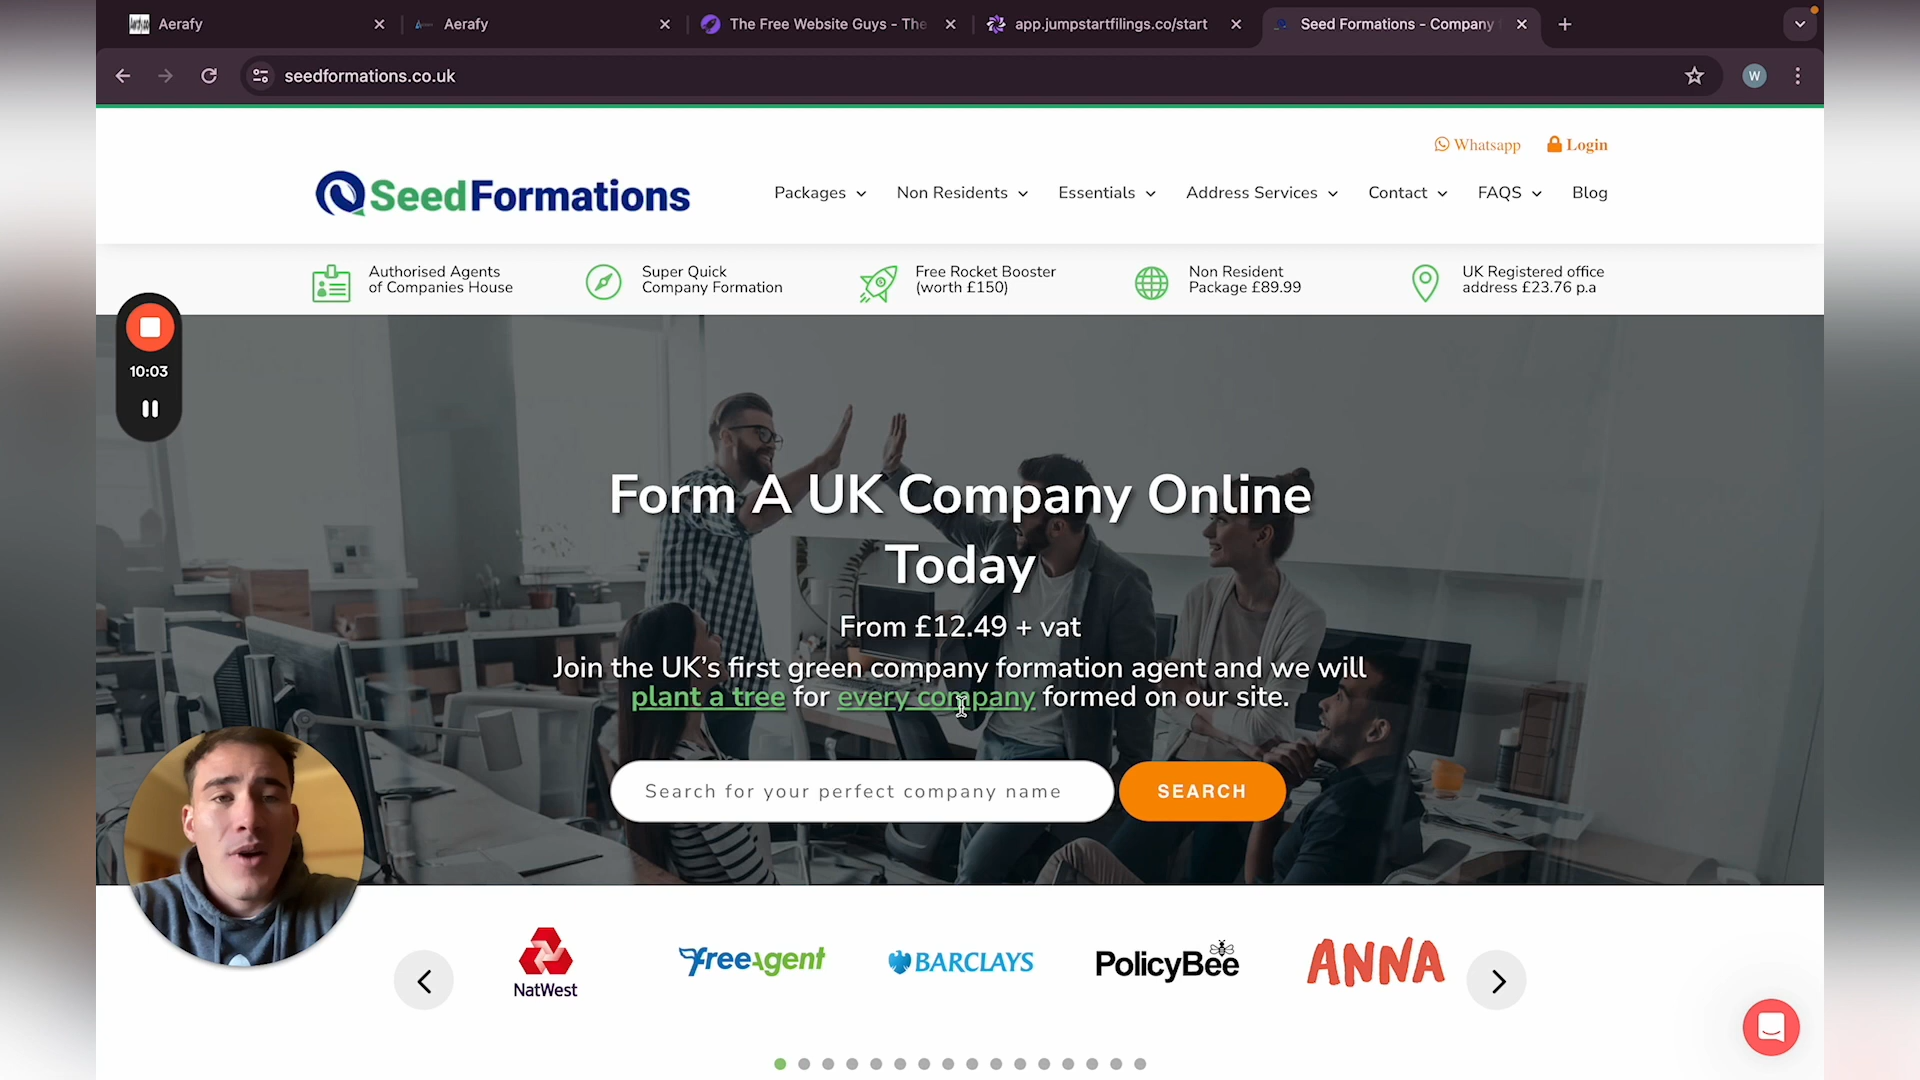 Aerafy
Aerafy
The Free Website Guys - The
app.jumpstartfilings.co/start
Seed Formations - Company
seedformations.co.uk
W
Whatsapp
Login
SeedFormations
Packages
Non Residents
Essentials
Address Services
Contact
FAQS
Blog
Authorised Agents
of Companies House
Super Quick
Company Formation
Free Rocket Booster
(worth £150)
Non Resident
Package £89.99
UK Registered office
address £23.76 p.a
10:03
Form A UK Company Online
Today
From £12.49 + vat
Join the UK's first green company formation agent and we will
plant a tree for every company formed on our site.
Search for your perfect company name
SEARCH
NatWest
freeagent
BARCLAYS
PolicyBee
ANNA